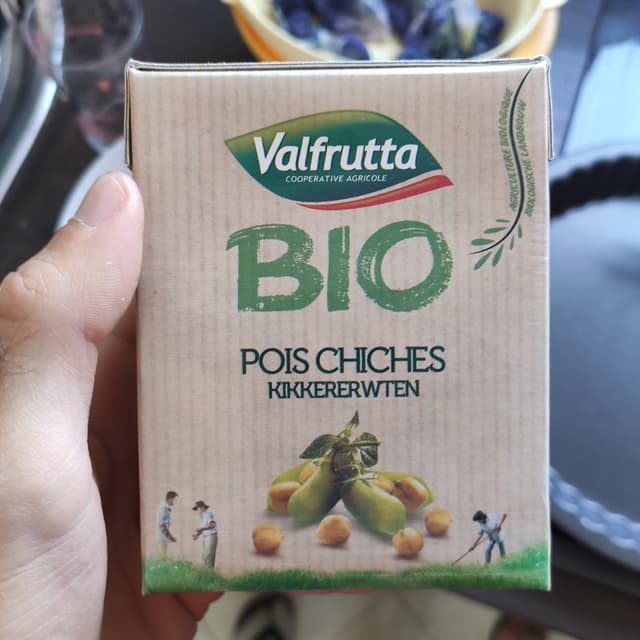 Valfrutta
COOPERATIVE AGRICOLE
AGRICULTURE BIOLOGIQUE
BIOLOGISCHE LANDBOUW
BIO
POIS CHICHES
KIKKERERWTEN